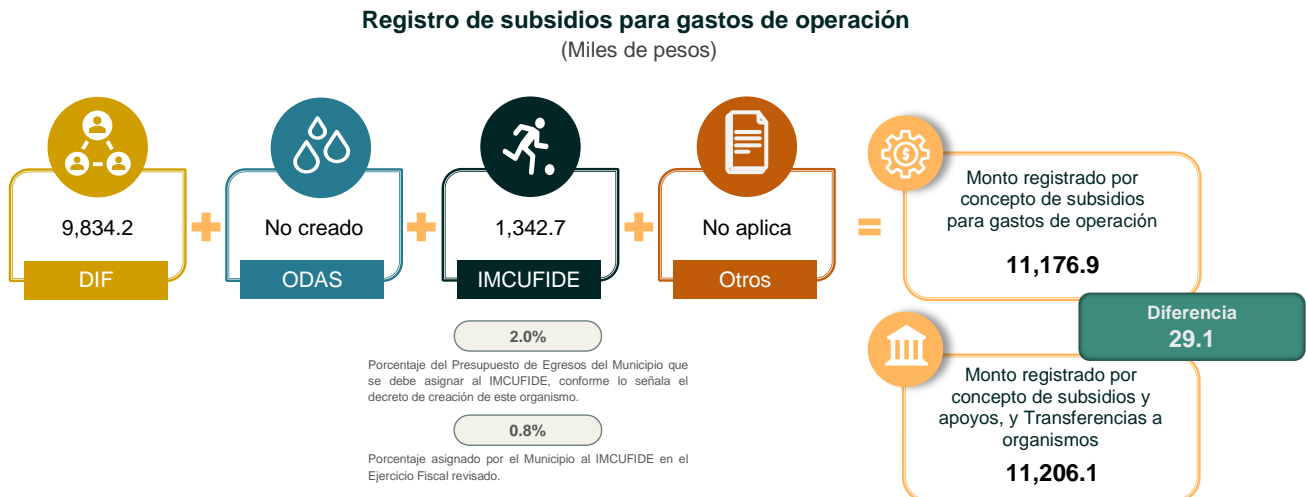 Registro de subsidios para gastos de operación
(Miles de pesos)
9,834.2
DIF
No creado
ODAS
1,342.7
IMCUFIDE
No aplica
Otros
Monto registrado por
concepto de subsidios
para gastos de operación
11,176.9
Diferencia
29.1
Monto registrado por
concepto de subsidios y
apoyos, y Transferencias a
organismos
11,206.1
2.0%
Porcentaje del Presupuesto de Egresos del Municipio que
se debe asignar al IMCUFIDE, conforme lo señala el
decreto de creación de este organismo.
0.8%
Porcentaje asignado por el Municipio al IMCUFIDE en el
Ejercicio Fiscal revisado.